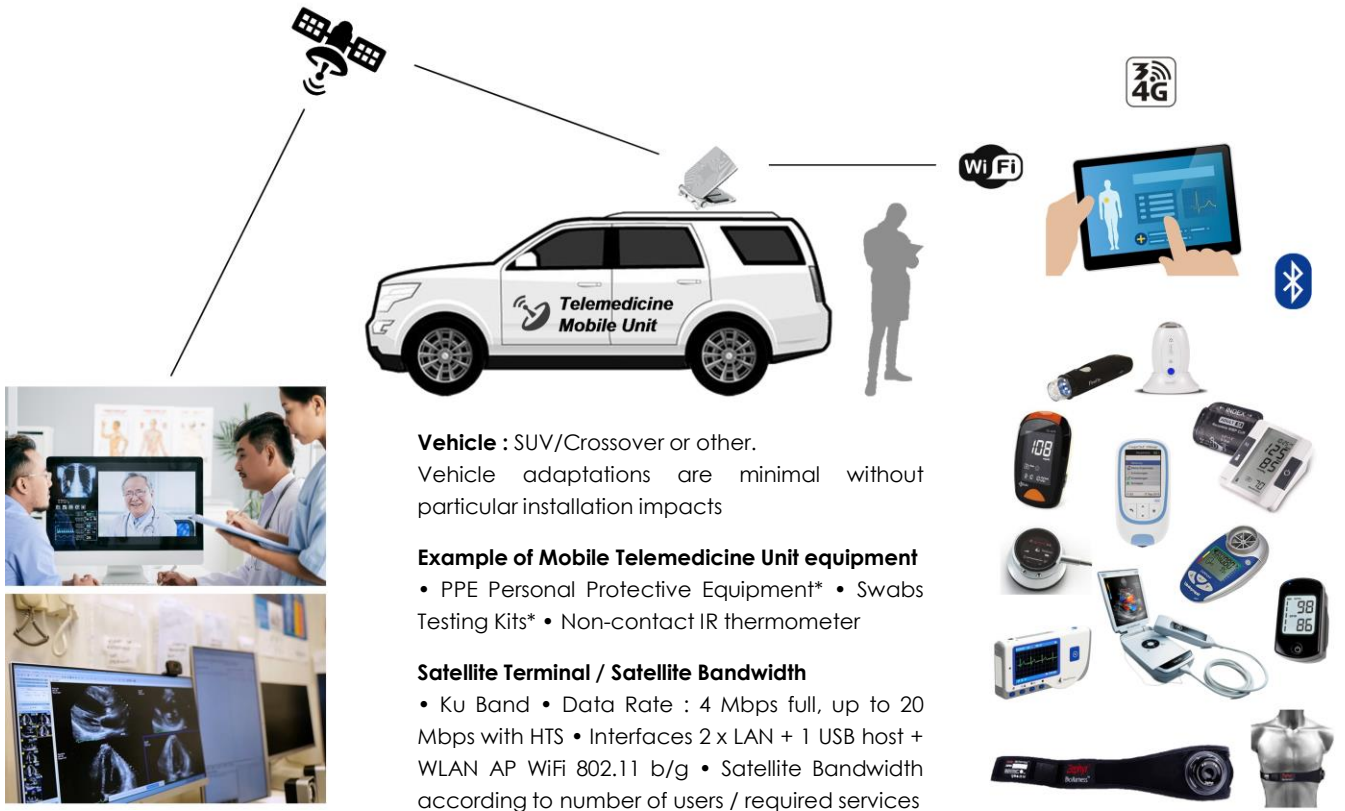 3G
4G
Wi Fi
Telemedicine
Mobile Unit
Vehicle : SUV/Crossover or other.
Vehicle adaptations are minimal without
particular installation impacts
Example of Mobile Telemedicine Unit equipment
• PPE Personal Protective Equipment* • Swabs
Testing Kits* • Non-contact IR thermometer
Satellite Terminal / Satellite Bandwidth
• Ku Band • Data Rate : 4 Mbps full, up to 20
Mbps with HTS • Interfaces 2 x LAN + 1 USB host +
WLAN AP WiFi 802.11 b/g • Satellite Bandwidth
according to number of users / required services
108
98
86